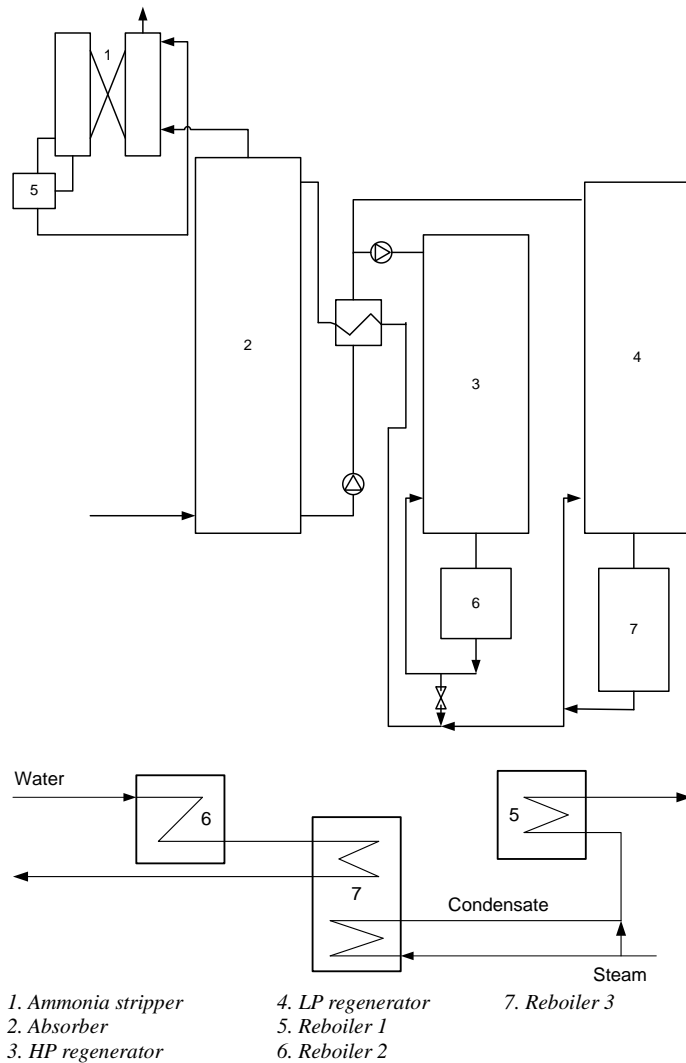 1
5
2
3
4
6
7
Water
6
5
7
Condensate
Steam
1. Ammonia stripper 4. LP regenerator 7. Reboiler 3
2. Absorber 5. Reboiler 1
3. HP regenerator 6. Reboiler 2